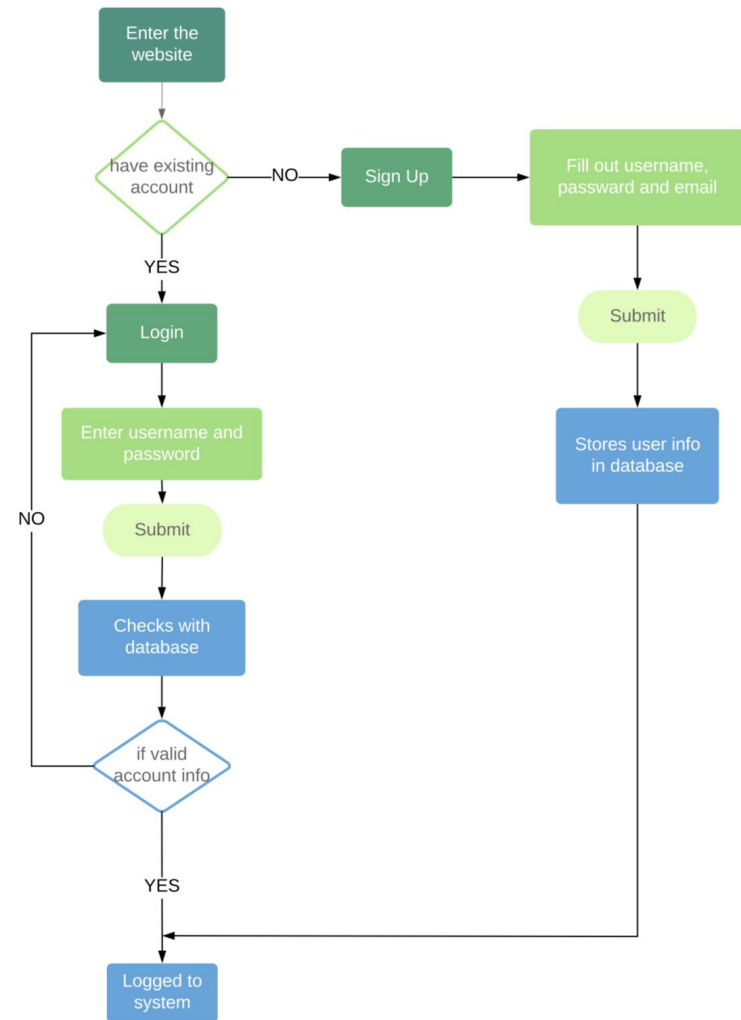 Enter the
website
have existing
account
NO
Sign Up
Fill out username,
passward and email
YES
Submit
Login
Enter username and
password
Stores user info
in database
NO
Submit
Checks with
database
if valid
account info
YES
Logged to
system